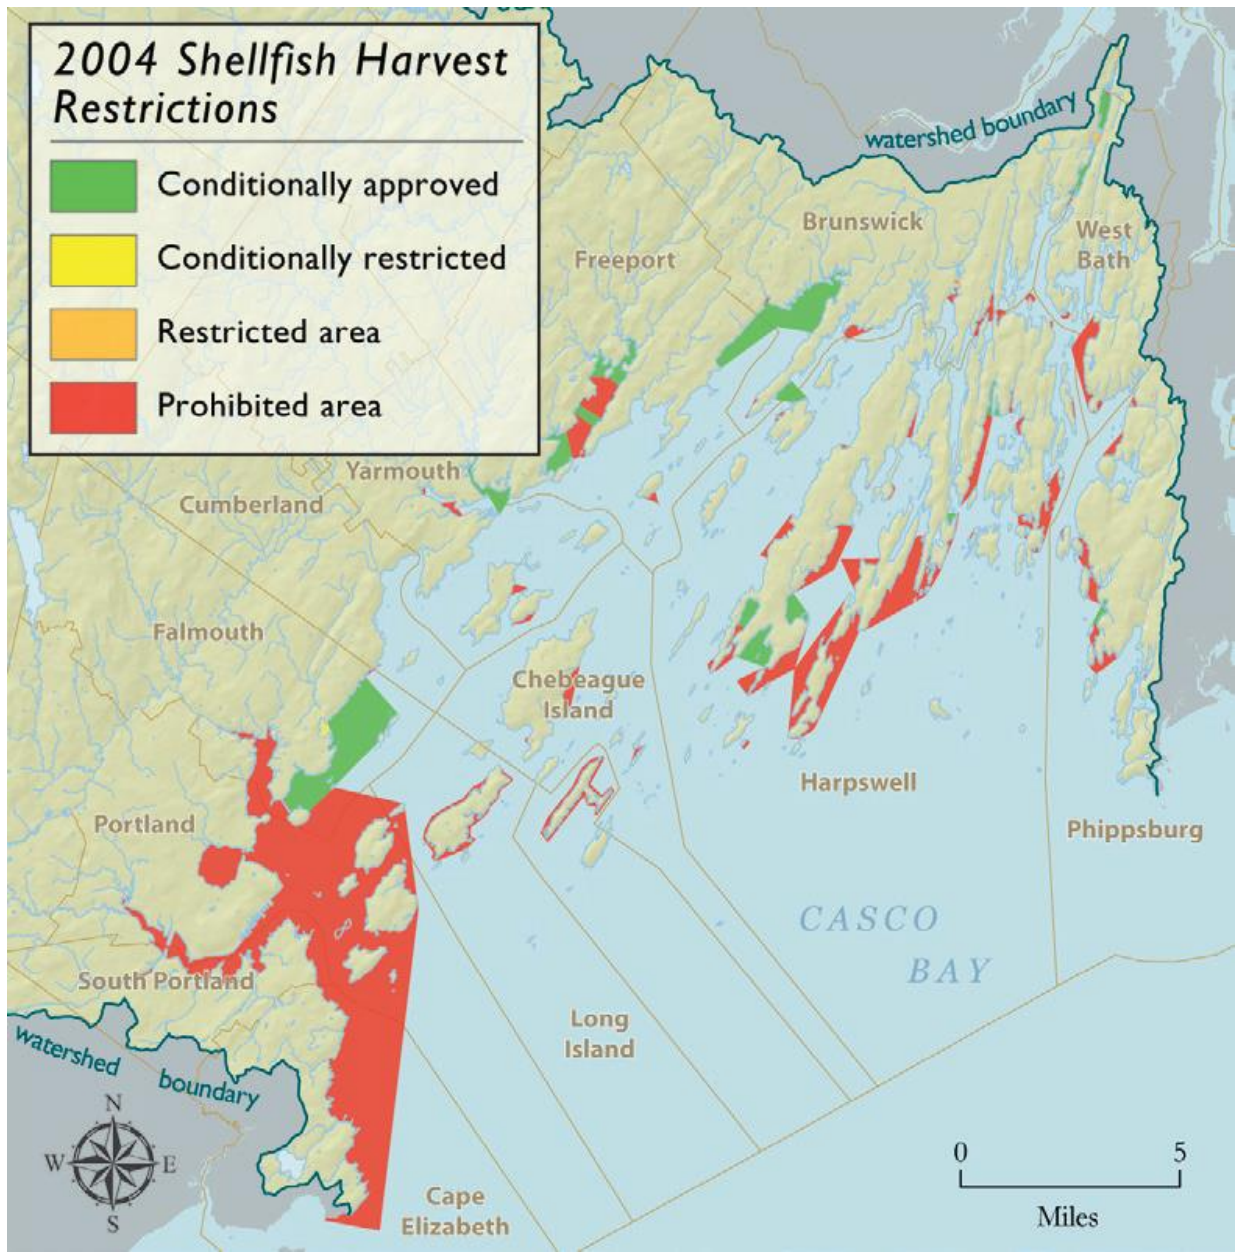 2004 Shellfish Harvest
Restrictions
Conditionally approved
Conditionally restricted
Restricted area
Prohibited area
watershed boundary
Brunswick
West
Bath
Freeport
Yarmouth
Cumberland
Falmouth
Chebeague
Island
Harpswell
Portland
Phippsburg
CASCO
BAY
South Portland
Long
Island
watershed boundary
N
W E
S
Cape
Elizabeth
0 5
Miles